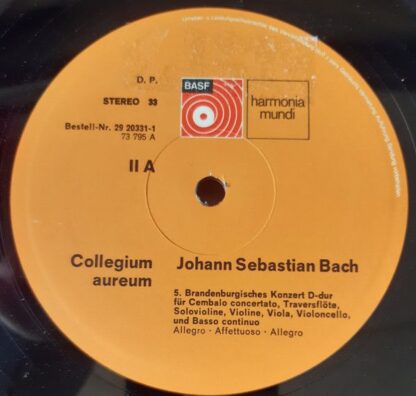 D. P.
BASF
STEREO 33
harmonia
mundi
Bestell-Nr. 29 20331-1
73 795 A
II A
Collegium
aureum
Johann Sebastian Bach
5. Brandenburgisches Konzert D-dur
für Cembalo concertato, Traversflöte,
Solovioline, Violine, Viola, Violoncello,
und Basso continuo
Allegro - Affettuoso - Allegro